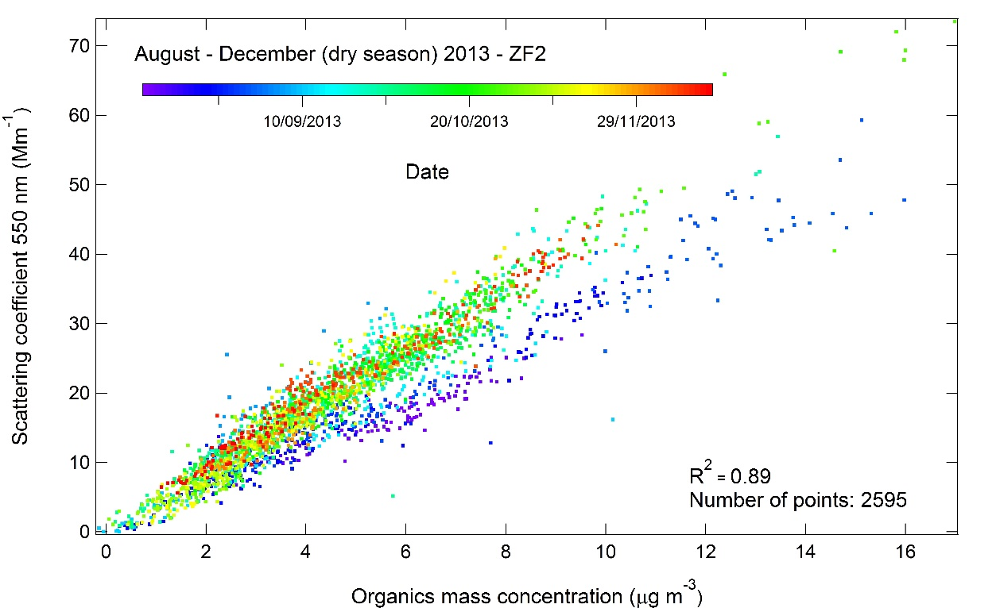 August - December (dry season) 2013 - ZF2
10/09/2013 20/10/2013 29/11/2013
Date
70
60
50
40
30
20
10
0
Scattering coefficient 550 nm (Mm⁻¹)
R² = 0.89
Number of points: 2595
0 2 4 6 8 10 12 14 16
Organics mass concentration (µg m⁻³)